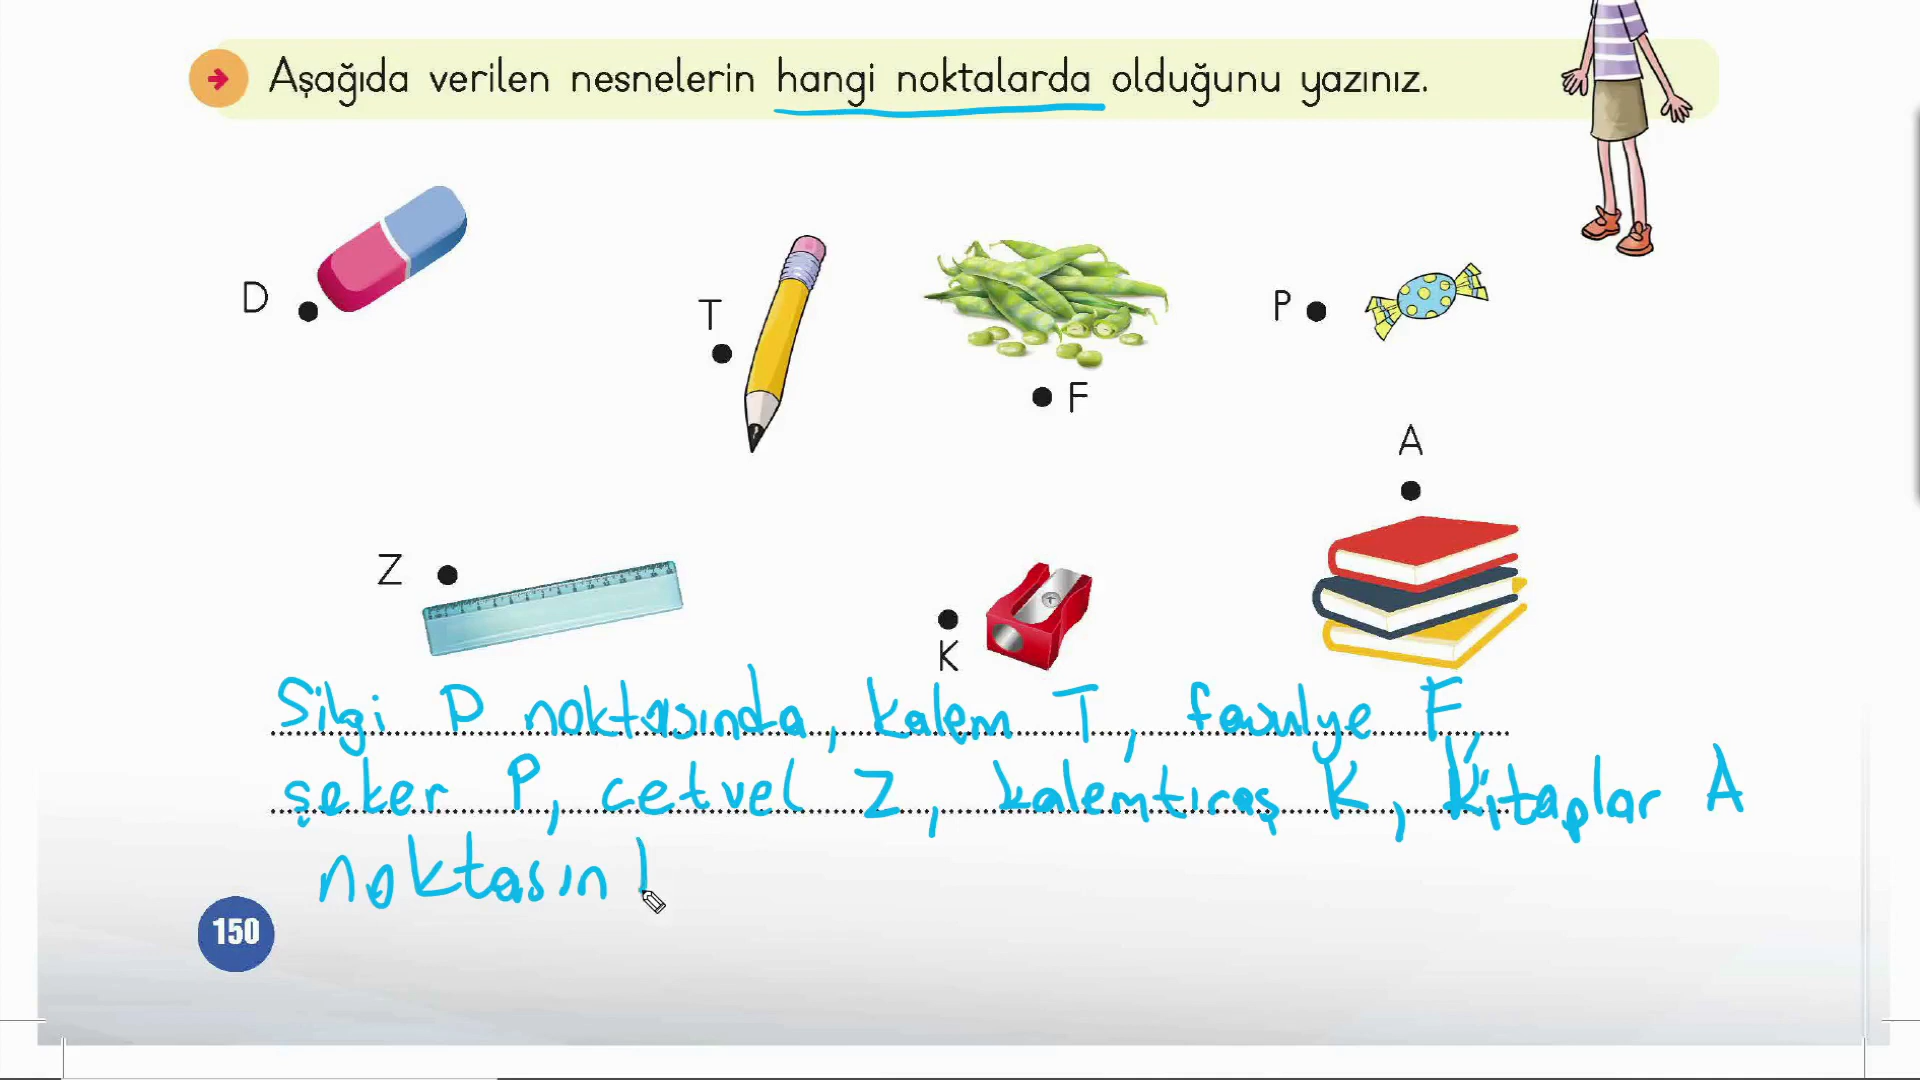 Aşağıda verilen nesnelerin hangi noktalarda olduğunu yazınız.
D
T
F
P
A
Z
K
Silgi D noktasında, kalem T, fasulye F,
şeker P, cetvel Z, kalemtıraş K, Kitaplar A
noktasın
150